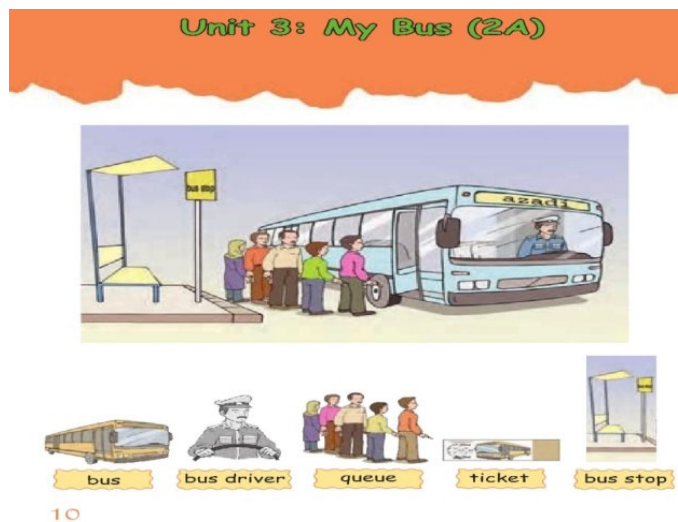 Unit 3: My Bus (2A)
bus stop
azadi
bus
bus driver
queue
ticket
bus stop
10